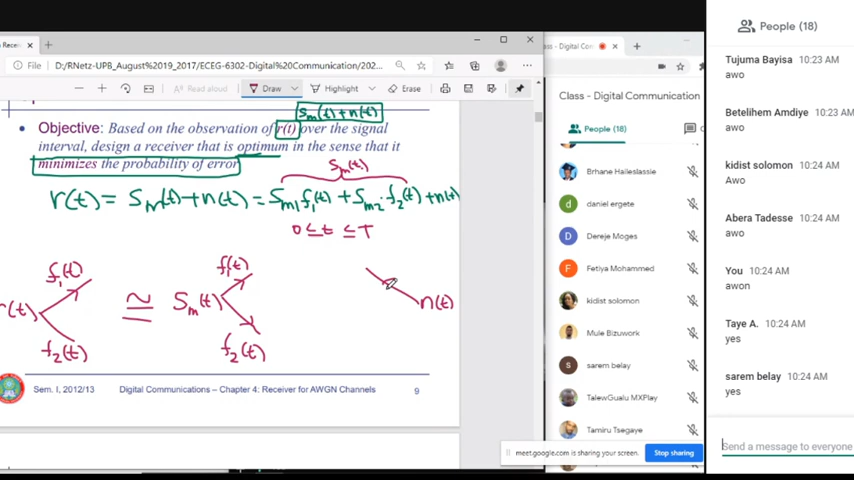 File
D:/RNetz-UPB_August%2019_2017/ECEG-6302-Digital%20Communication/202...
Read aloud
Draw
Highlight
Erase
Sm(t)+n(t)
• Objective: Based on the observation of r(t) over the signal
interval, design a receiver that is optimum in the sense that it
minimizes the probability of error
Sm(t)
r(t) = Sm(t)+n(t) = Sm1 f1(t) + Sm2 · f2(t) + n(t)
0 ≤ t ≤ T
f1(t)
f1(t)
r(t)
≅ Sm(t)
n(t)
f2(t)
f2(t)
Sem. I, 2012/13
Digital Communications – Chapter 4: Receiver for AWGN Channels
9
Class - Digital Com
Class - Digital Communication
People (18)
Brhane Haileslassie
d
daniel ergete
D
Dereje Moges
Fetiya Mohammed
kidist solomon
Mule Bizuwork
s
sarem belay
TalewGualu MXPlay
Tamiru Tsegaye
meet.google.com is sharing your screen.
Stop sharing
People (18)
Tujuma Bayisa 10:23 AM
awo
Betelihem Amdiye 10:23 AM
awo
kidist solomon 10:24 AM
Awo
Abera Tadesse 10:24 AM
awo
You 10:24 AM
awon
Taye A. 10:24 AM
yes
sarem belay 10:24 AM
yes
Send a message to everyone